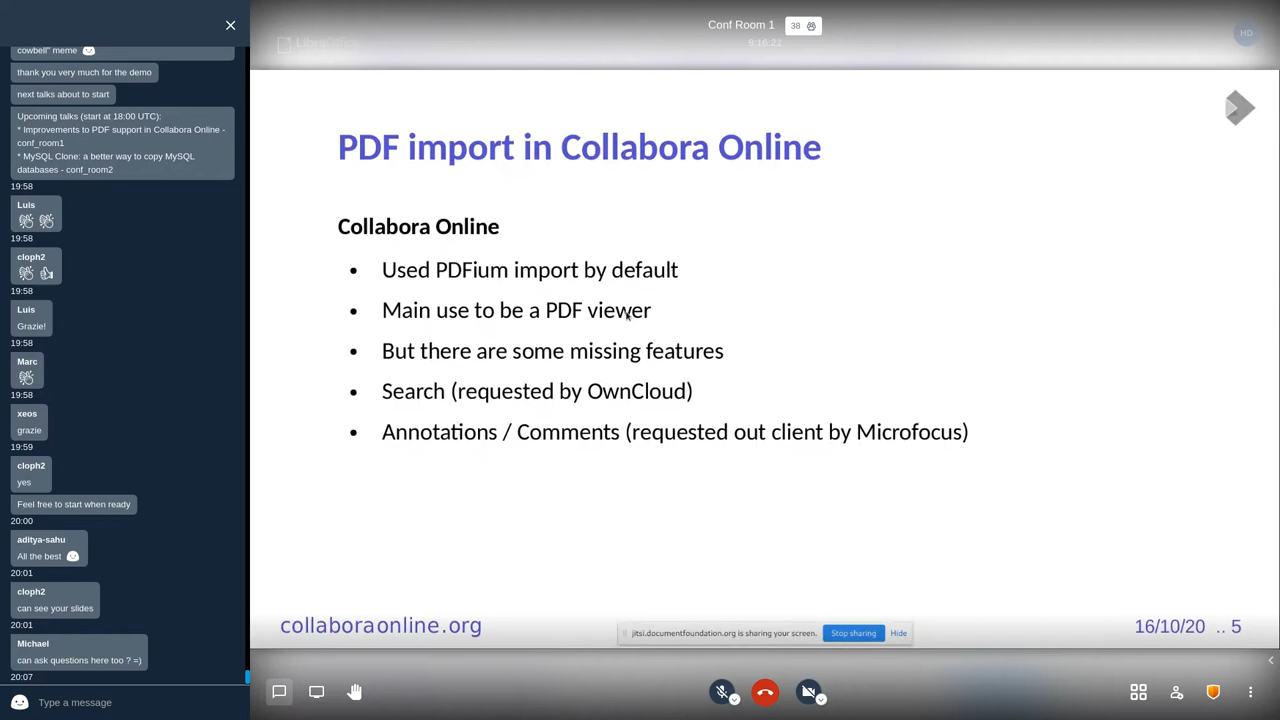 cowbell" meme
thank you very much for the demo
next talks about to start
Upcoming talks (start at 18:00 UTC):
* Improvements to PDF support in Collabora Online -
conf_room1
* MySQL Clone: a better way to copy MySQL
databases - conf_room2
19:58
Luis
19:58
cloph2
19:58
Luis
Grazie!
19:58
Marc
19:58
xeos
grazie
19:59
cloph2
yes
Feel free to start when ready
20:00
aditya-sahu
All the best
20:01
cloph2
can see your slides
20:01
Michael
can ask questions here too ? =)
20:07
Type a message
Conf Room 1
38
9:16:22
HD
LibreOffice
PDF import in Collabora Online
Collabora Online
• Used PDFium import by default
• Main use to be a PDF viewer
• But there are some missing features
• Search (requested by OwnCloud)
• Annotations / Comments (requested out client by Microfocus)
collaboraonline.org
jitsi.documentfoundation.org is sharing your screen.
Stop sharing
Hide
16/10/20 .. 5